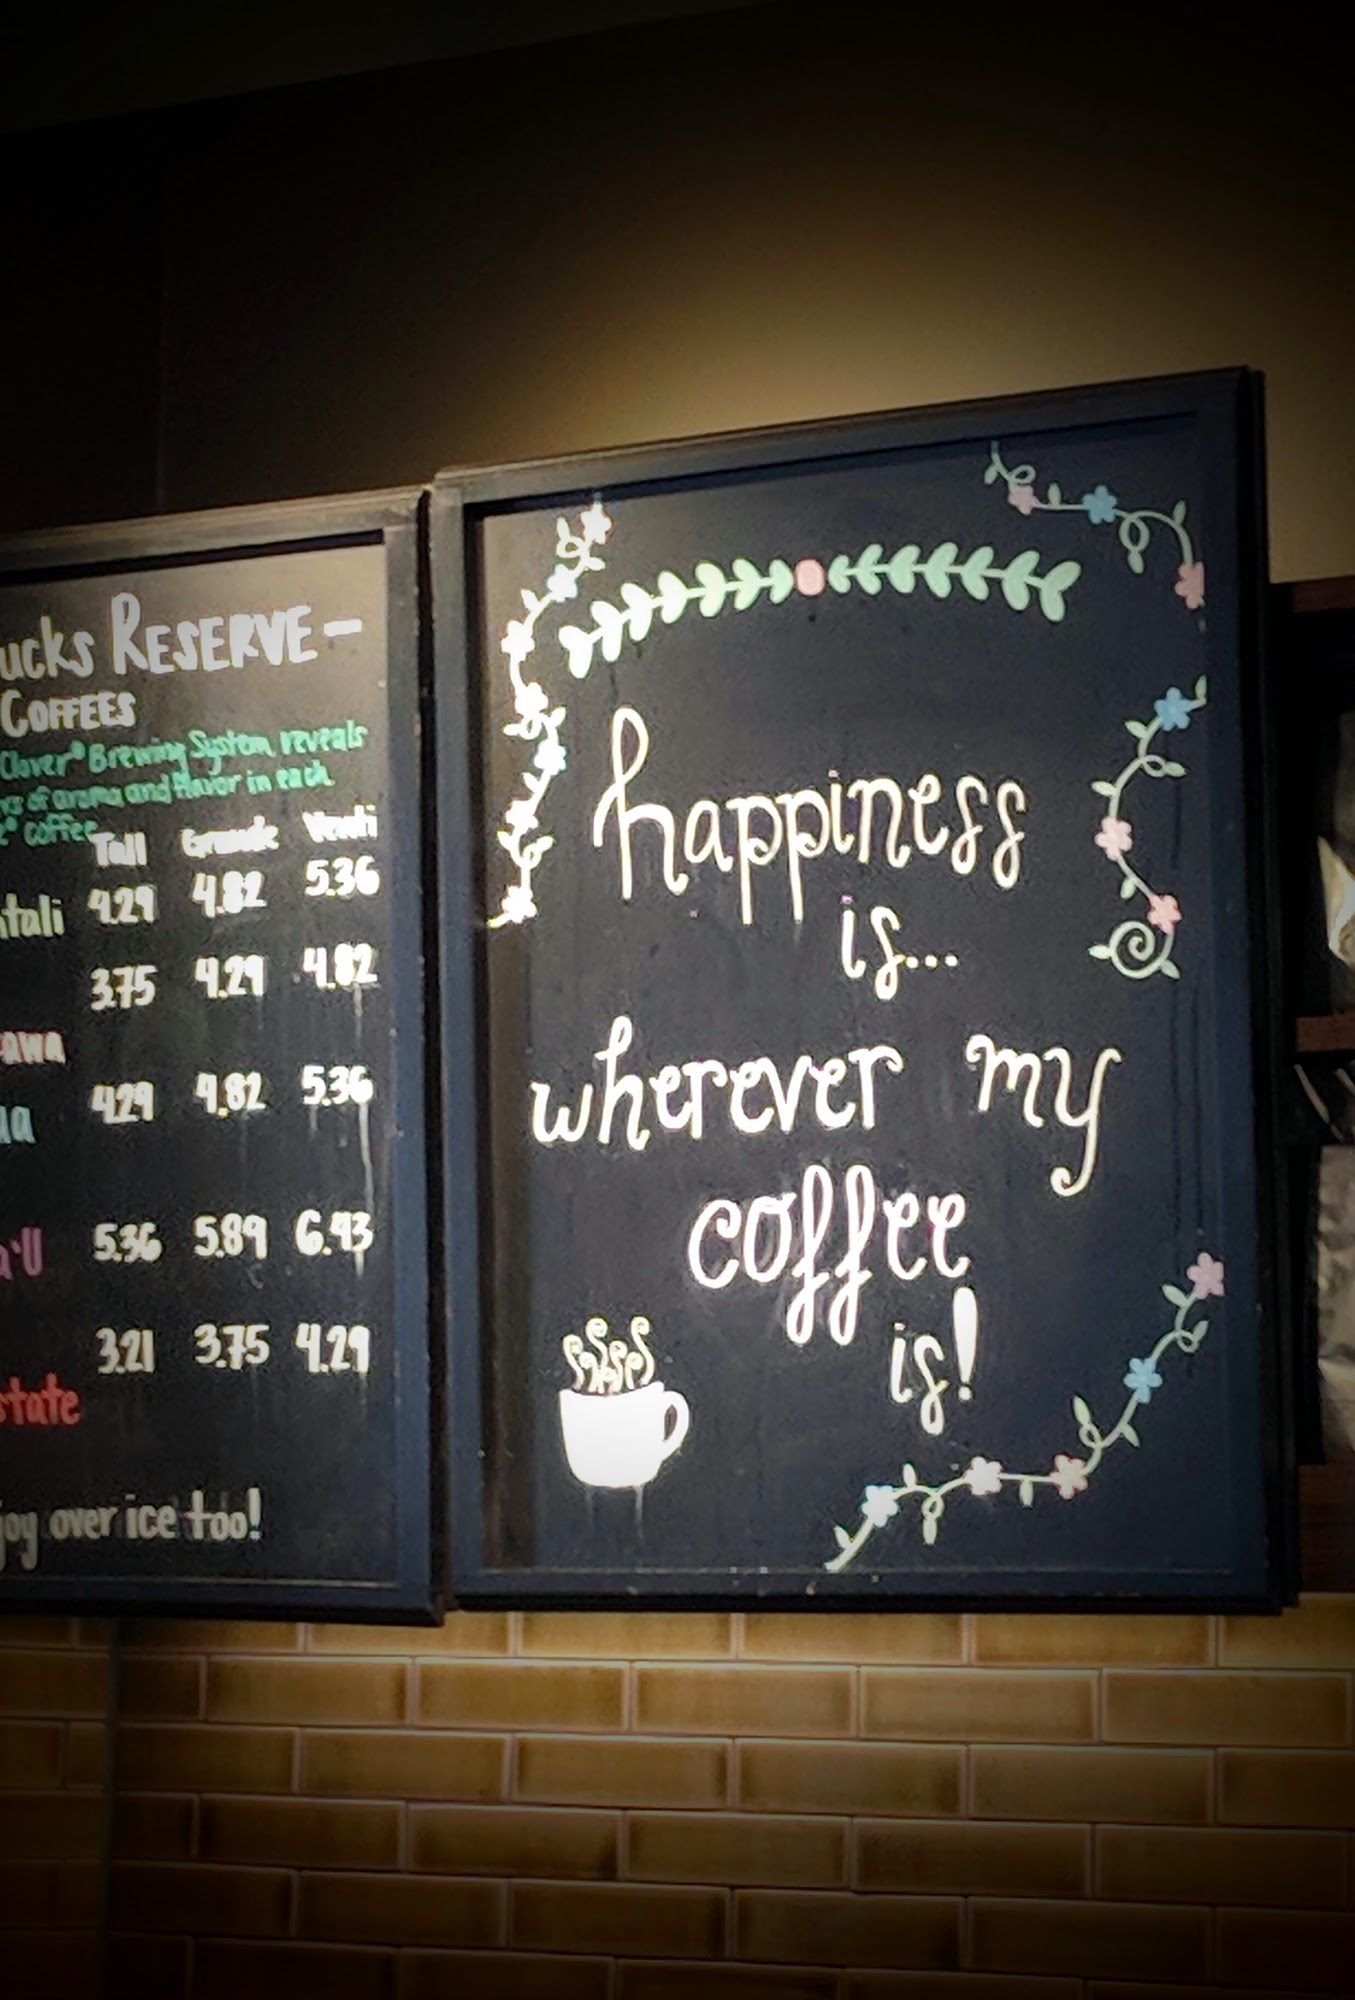 ucks RESERVE -
COFFEES
Clover® Brewing System reveals
of aroma and flavor in each
coffee
Tall Grande Venti
4.29 4.82 5.36
3.75 4.29 4.82
4.29 4.82 5.36
5.36 5.89 6.43
3.21 3.75 4.29
state
joy over ice too!
happiness
is...
wherever my
coffee
is!